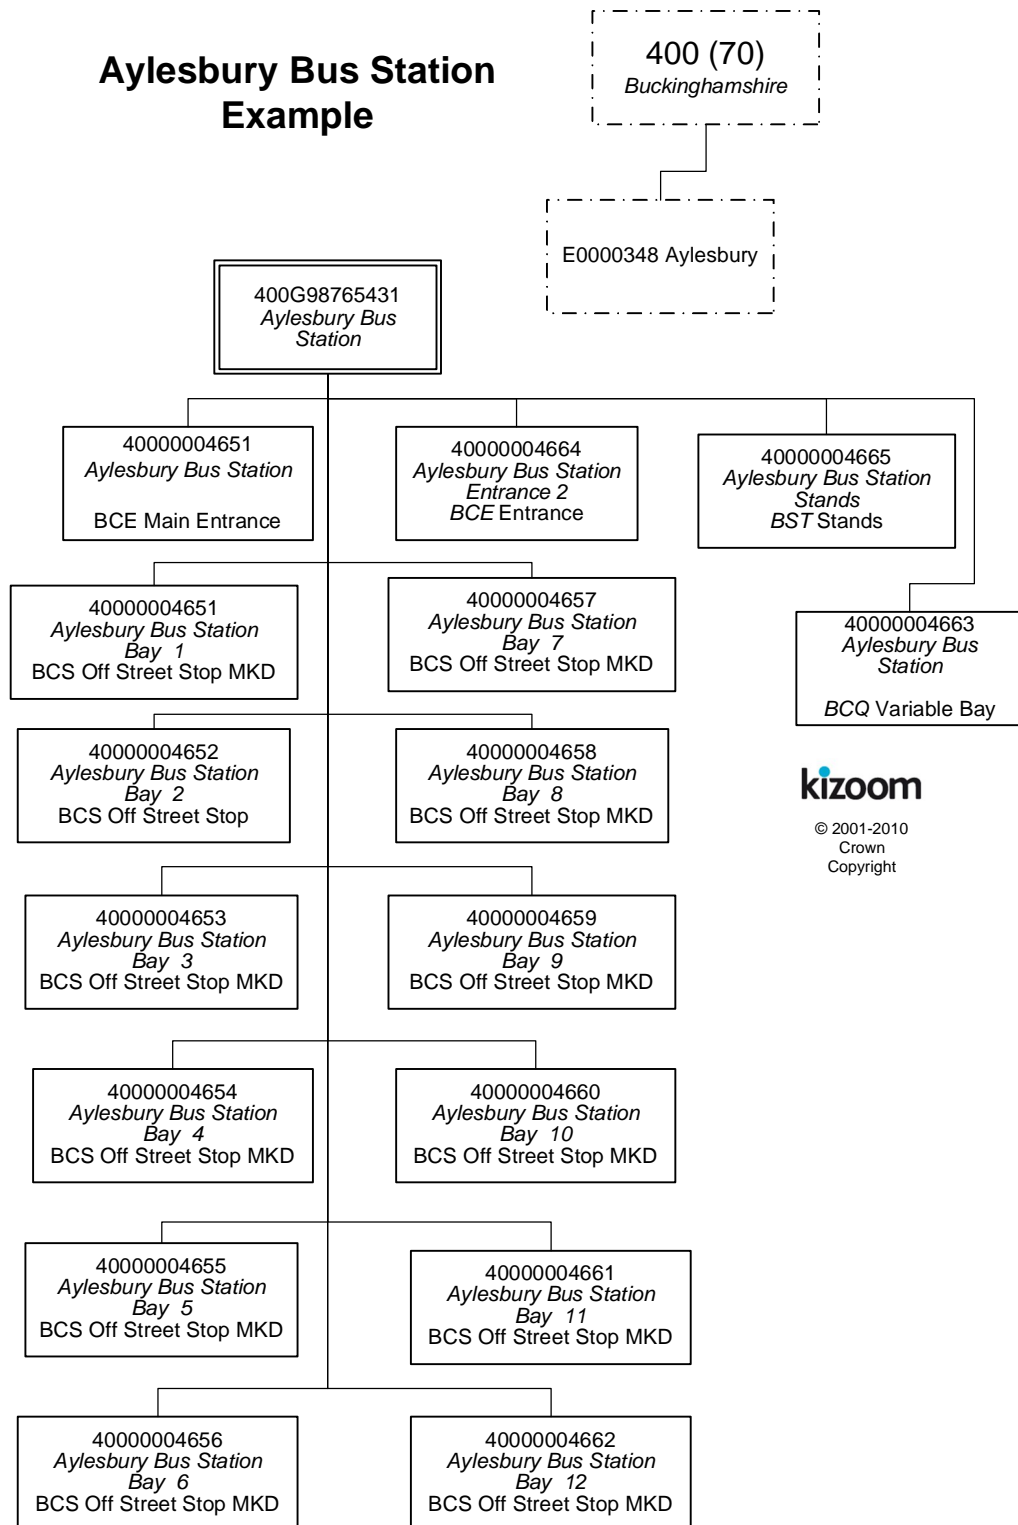 Aylesbury Bus Station
Example
400 (70)
Buckinghamshire
E0000348 Aylesbury
400G98765431
Aylesbury Bus
Station
40000004651
Aylesbury Bus Station
BCE Main Entrance
40000004664
Aylesbury Bus Station
Entrance 2
BCE Entrance
40000004665
Aylesbury Bus Station
Stands
BST Stands
40000004651
Aylesbury Bus Station
Bay 1
BCS Off Street Stop MKD
40000004657
Aylesbury Bus Station
Bay 7
BCS Off Street Stop MKD
40000004663
Aylesbury Bus
Station
BCQ Variable Bay
40000004652
Aylesbury Bus Station
Bay 2
BCS Off Street Stop
40000004658
Aylesbury Bus Station
Bay 8
BCS Off Street Stop MKD
kizoom
© 2001-2010
Crown
Copyright
40000004653
Aylesbury Bus Station
Bay 3
BCS Off Street Stop MKD
40000004659
Aylesbury Bus Station
Bay 9
BCS Off Street Stop MKD
40000004654
Aylesbury Bus Station
Bay 4
BCS Off Street Stop MKD
40000004660
Aylesbury Bus Station
Bay 10
BCS Off Street Stop MKD
40000004655
Aylesbury Bus Station
Bay 5
BCS Off Street Stop MKD
40000004661
Aylesbury Bus Station
Bay 11
BCS Off Street Stop MKD
40000004656
Aylesbury Bus Station
Bay 6
BCS Off Street Stop MKD
40000004662
Aylesbury Bus Station
Bay 12
BCS Off Street Stop MKD